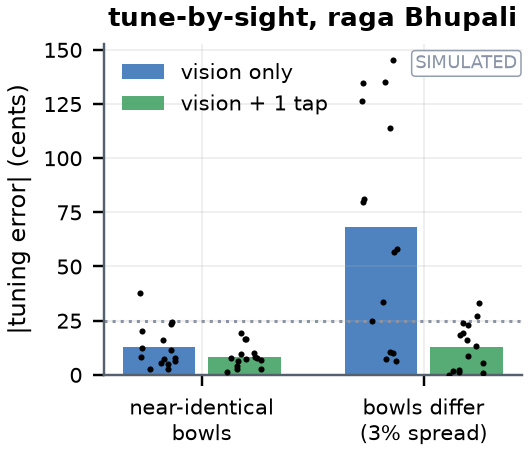 tune-by-sight, raga Bhupali
SIMULATED
vision only
vision + 1 tap
|tuning error| (cents)
150
125
100
75
50
25
0
near-identical
bowls
bowls differ
(3% spread)